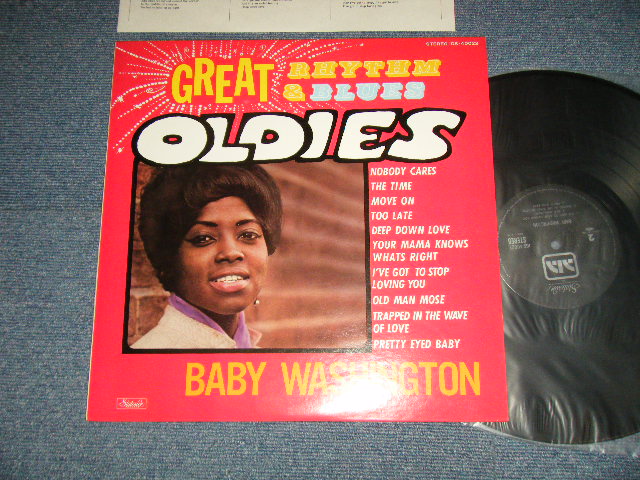 STEREO
GREAT RHYTHM
& BLUES
OLDIES
NOBODY CARES
THE TIME
MOVE ON
TOO LATE
DEEP DOWN LOVE
YOUR MAMA KNOWS
WHATS RIGHT
I'VE GOT TO STOP
LOVING YOU
OLD MAN MOSE
TRAPPED IN THE WAVE
OF LOVE
PRETTY EYED BABY
BABY WASHINGTON
2
STEREO